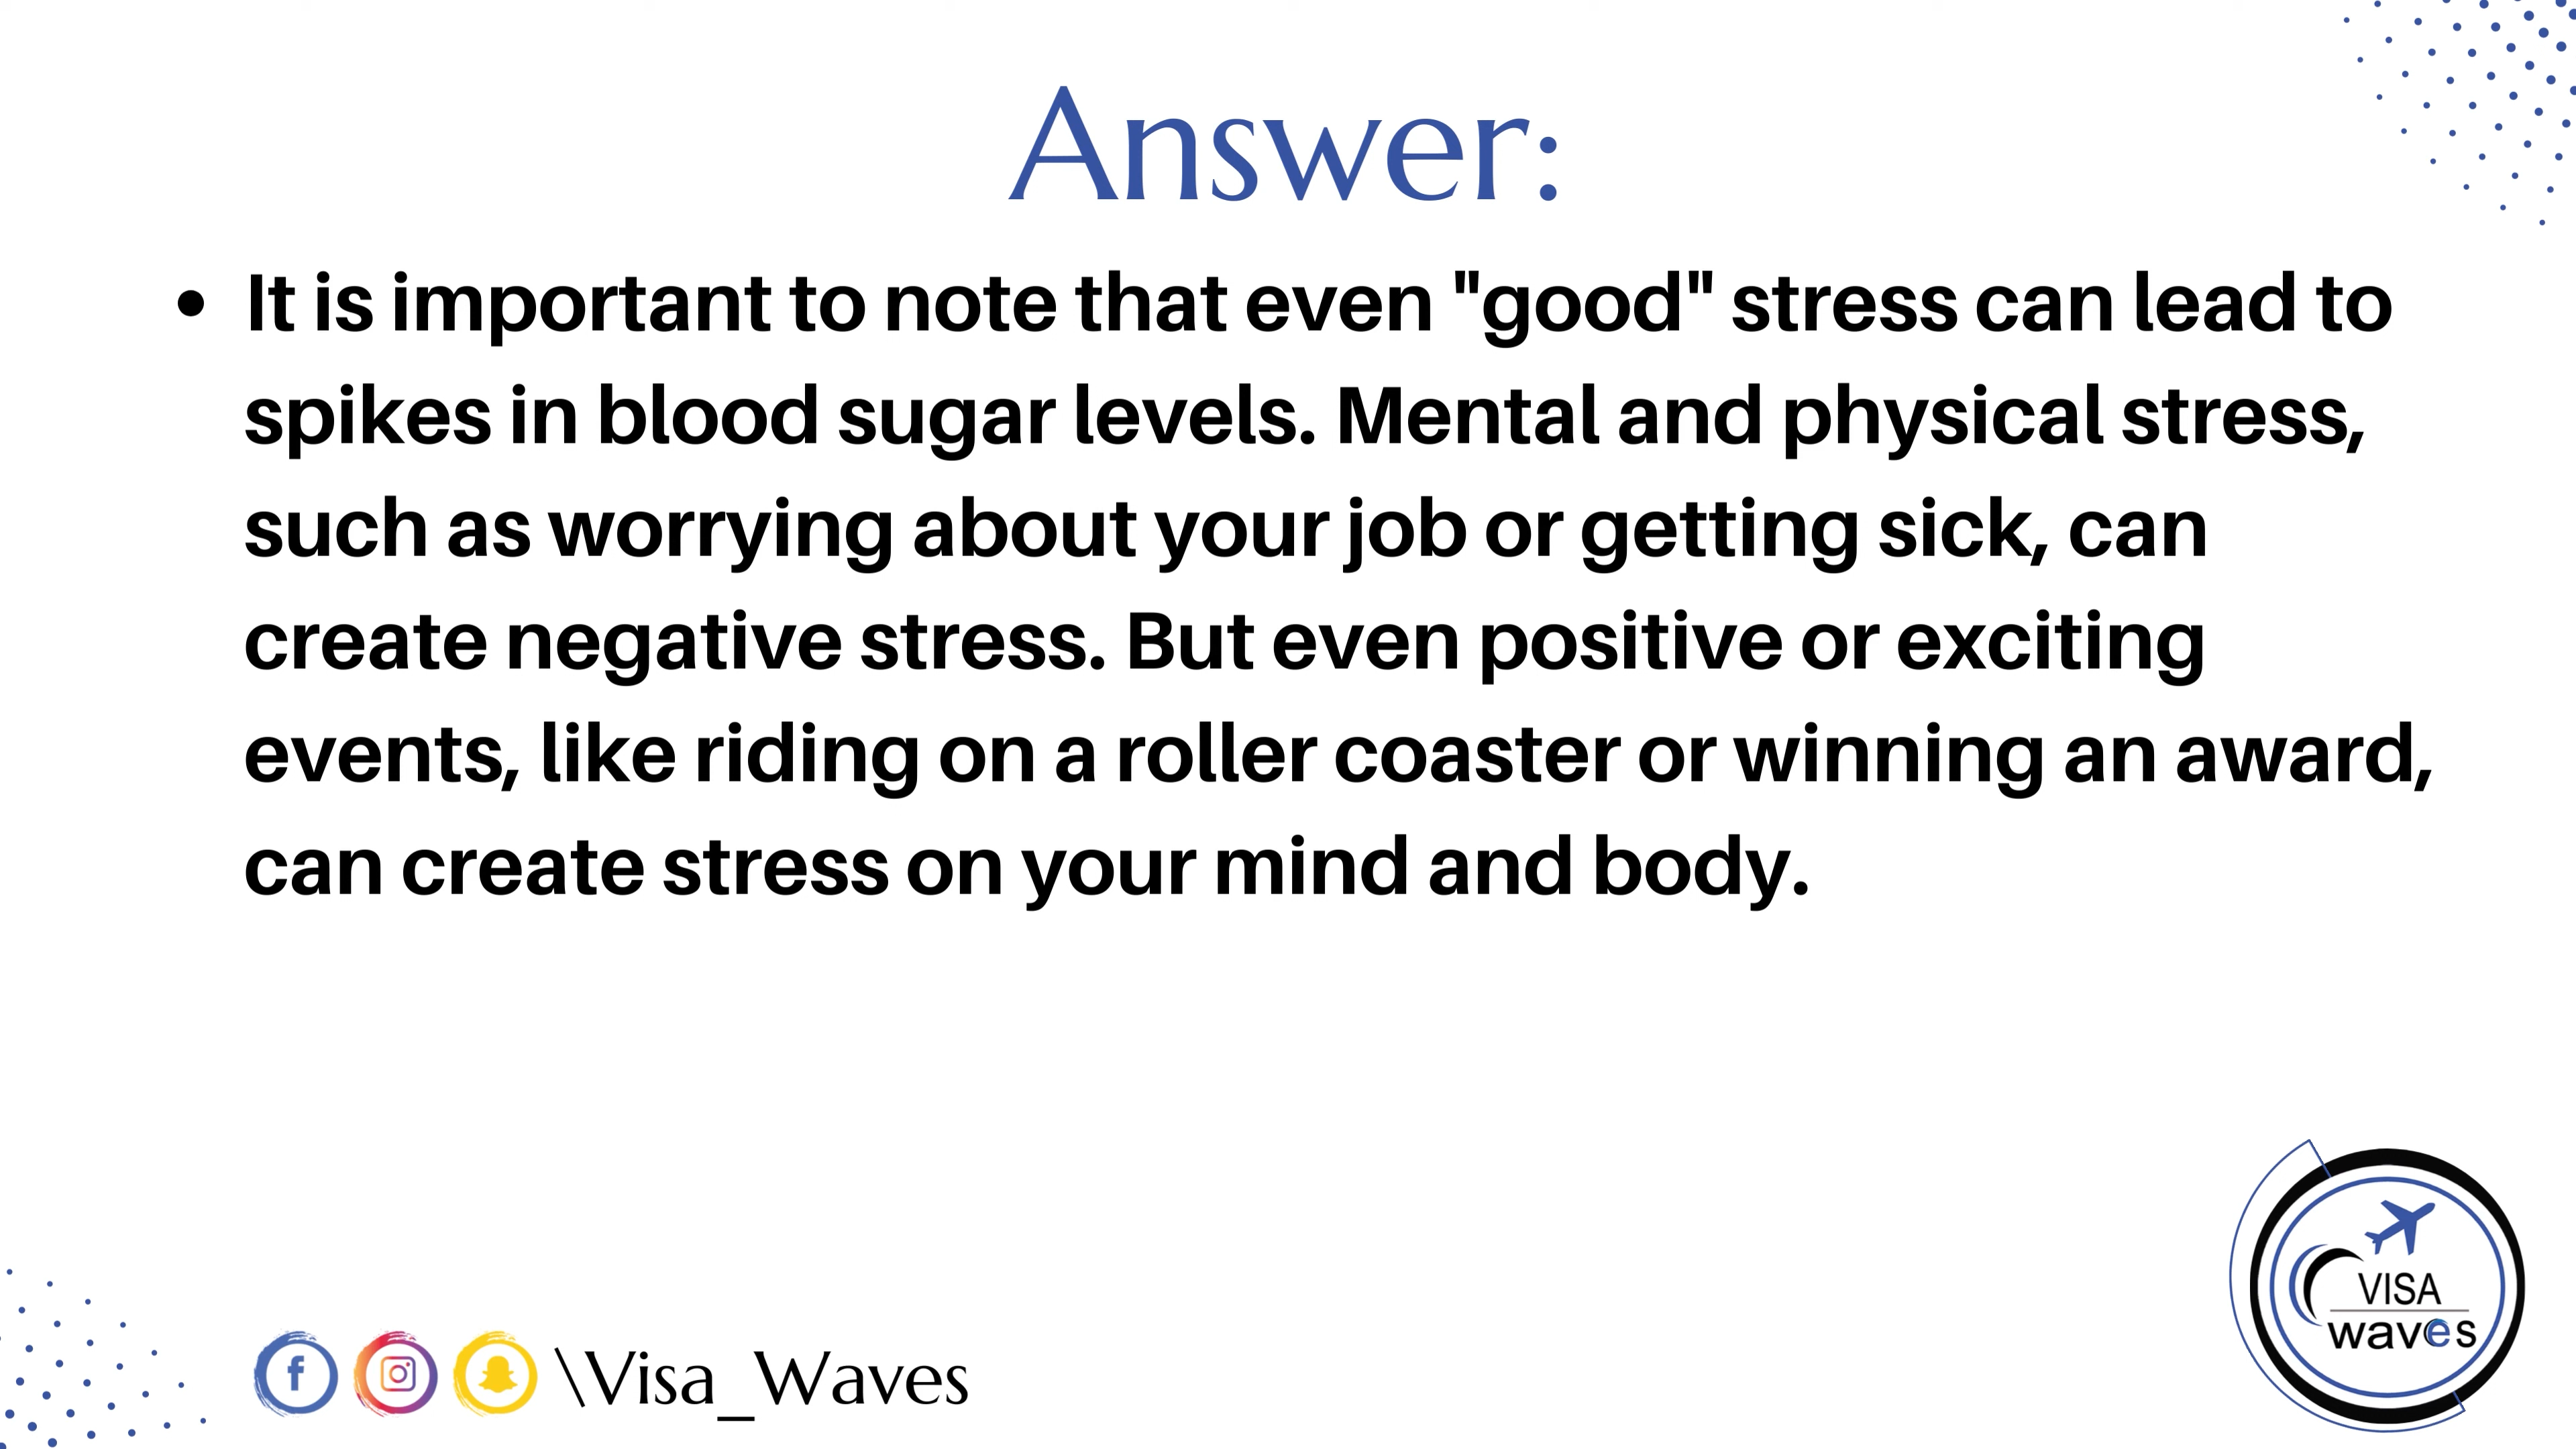 Answer:
• It is important to note that even "good" stress can lead to
spikes in blood sugar levels. Mental and physical stress,
such as worrying about your job or getting sick, can
create negative stress. But even positive or exciting
events, like riding on a roller coaster or winning an award,
can create stress on your mind and body.
VISA
waves
\Visa_Waves